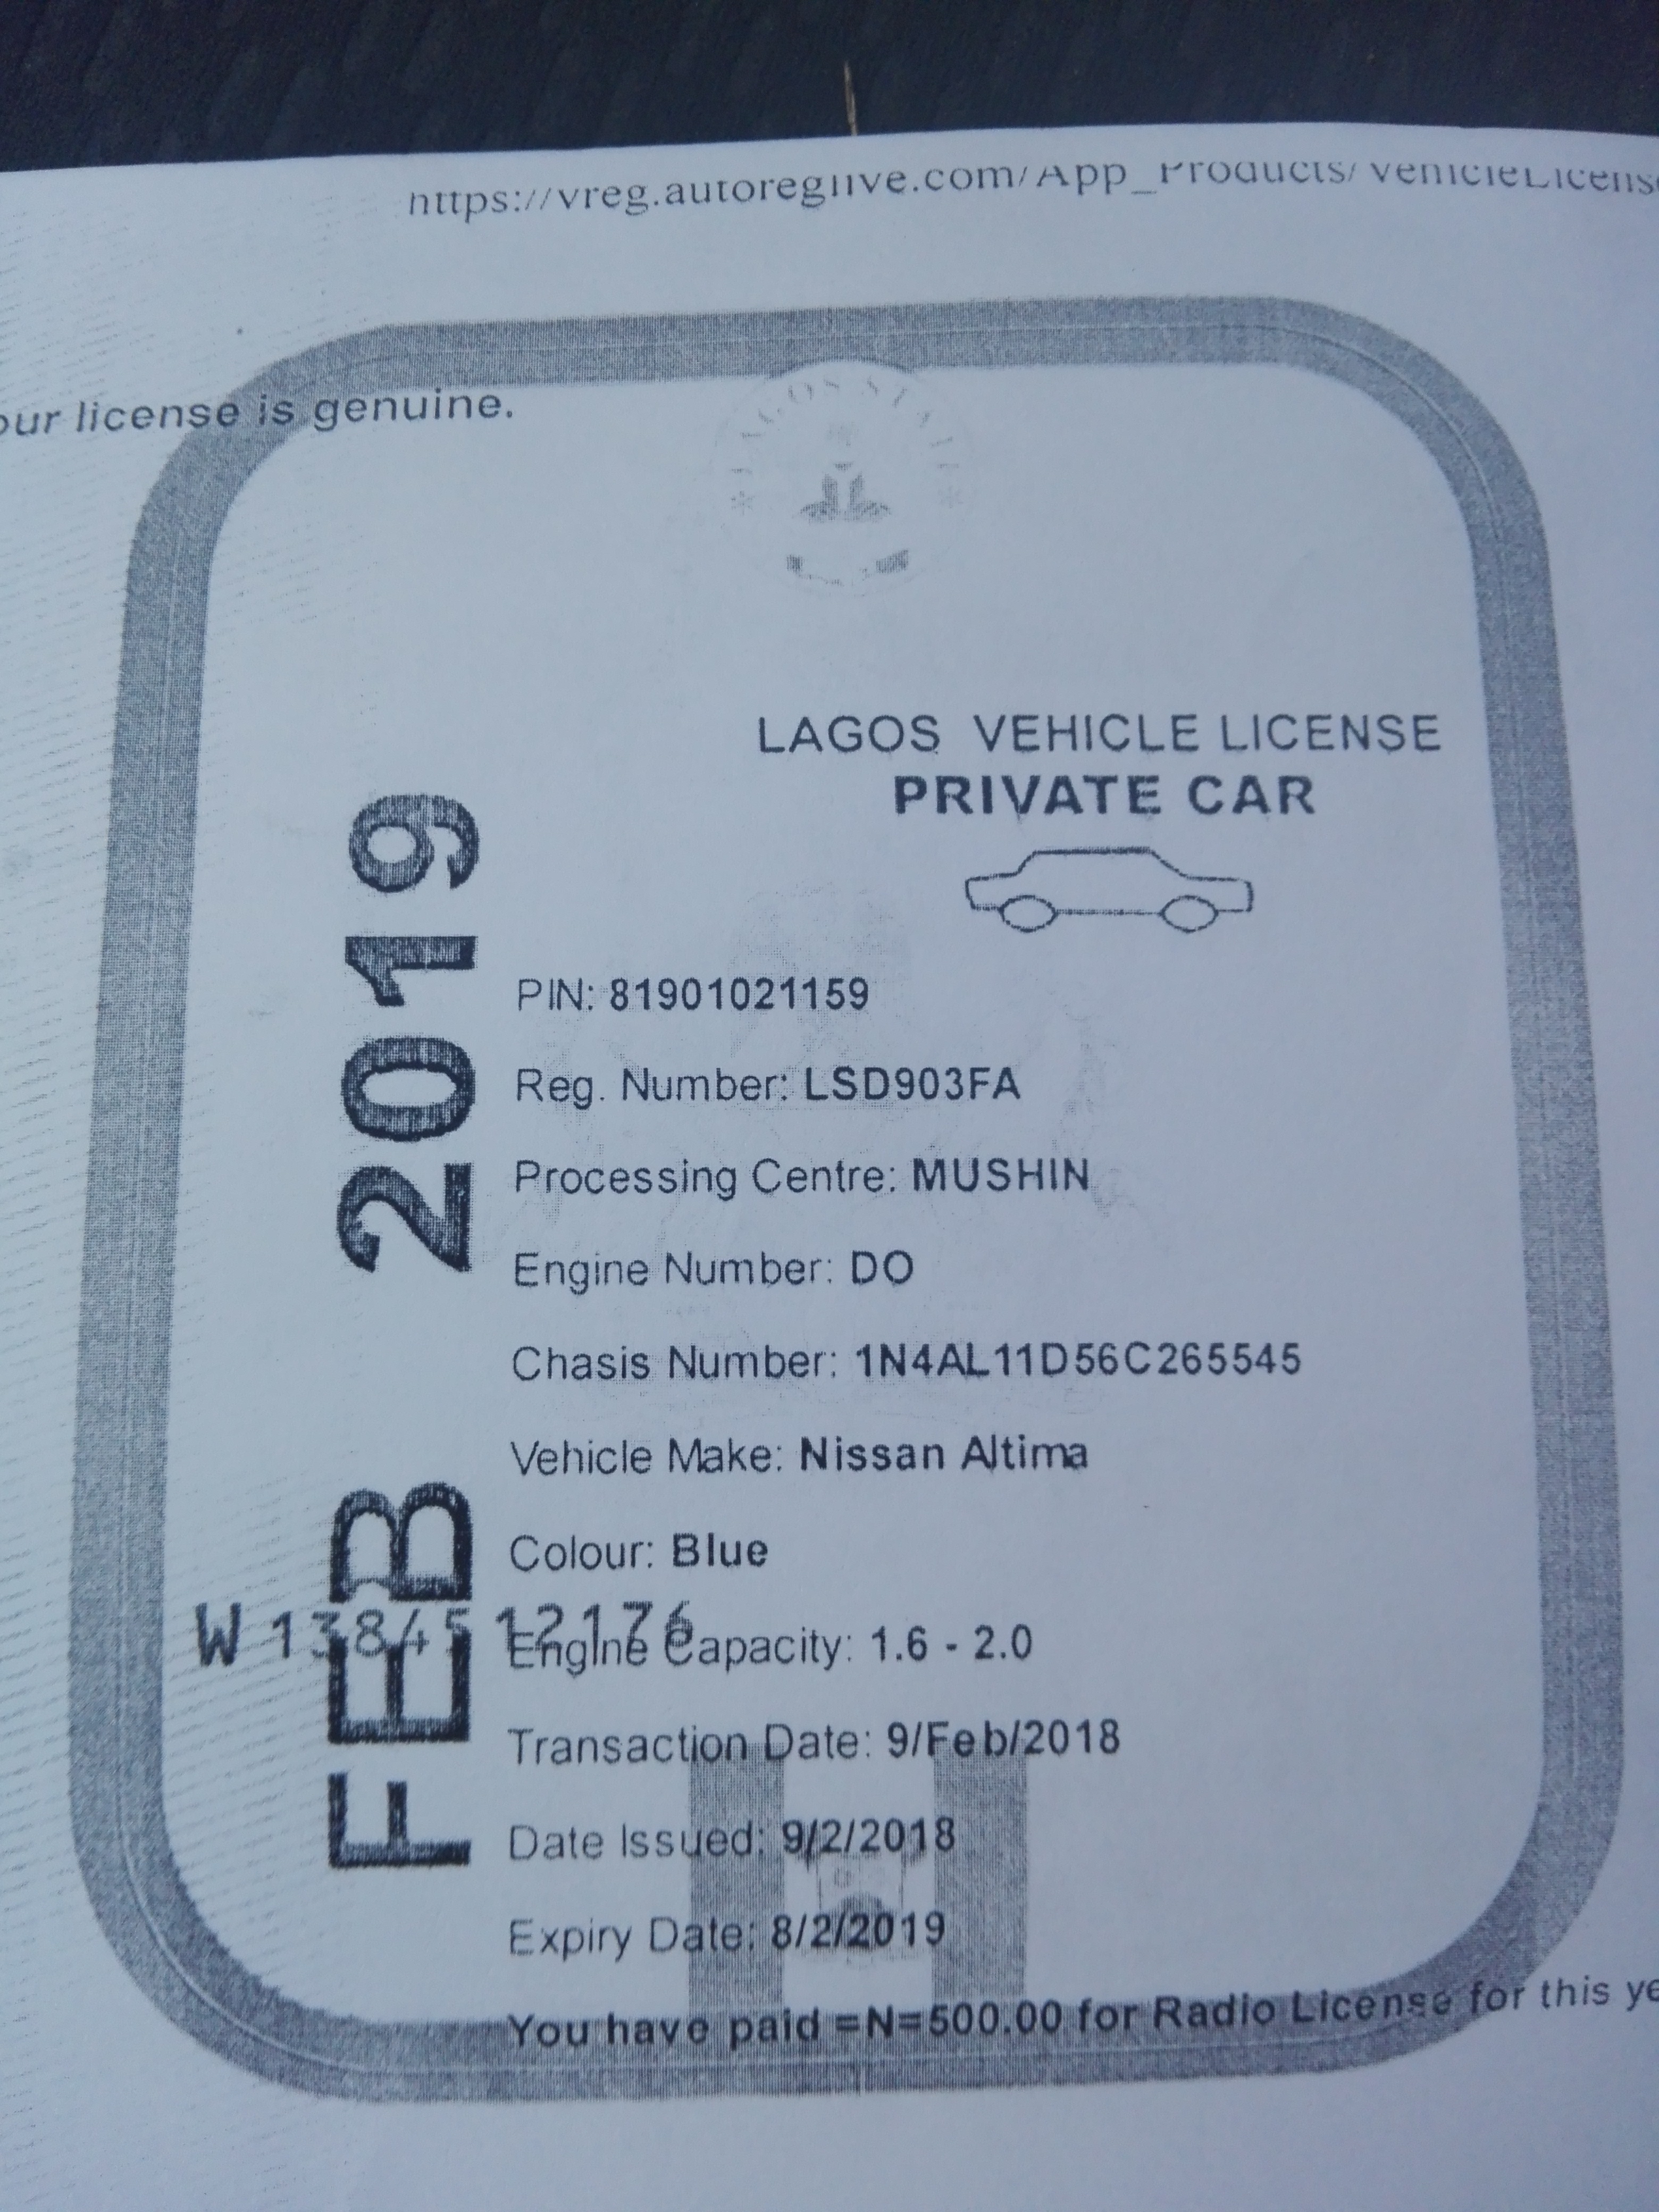 https://vreg.autoreglive.com/App_Products/VehicleLicens
our license is genuine.
LAGOS STATE
LAGOS VEHICLE LICENSE
PRIVATE CAR
FEB 2019
PIN: 81901021159
Reg. Number: LSD903FA
Processing Centre: MUSHIN
Engine Number: DO
Chasis Number: 1N4AL11D56C265545
Vehicle Make: Nissan Altima
Colour: Blue
W 13845 12176
Engine Capacity: 1.6 - 2.0
Transaction Date: 9/Feb/2018
Date Issued: 9/2/2018
Expiry Date: 8/2/2019
You have paid =N=500.00 for Radio License for this ye